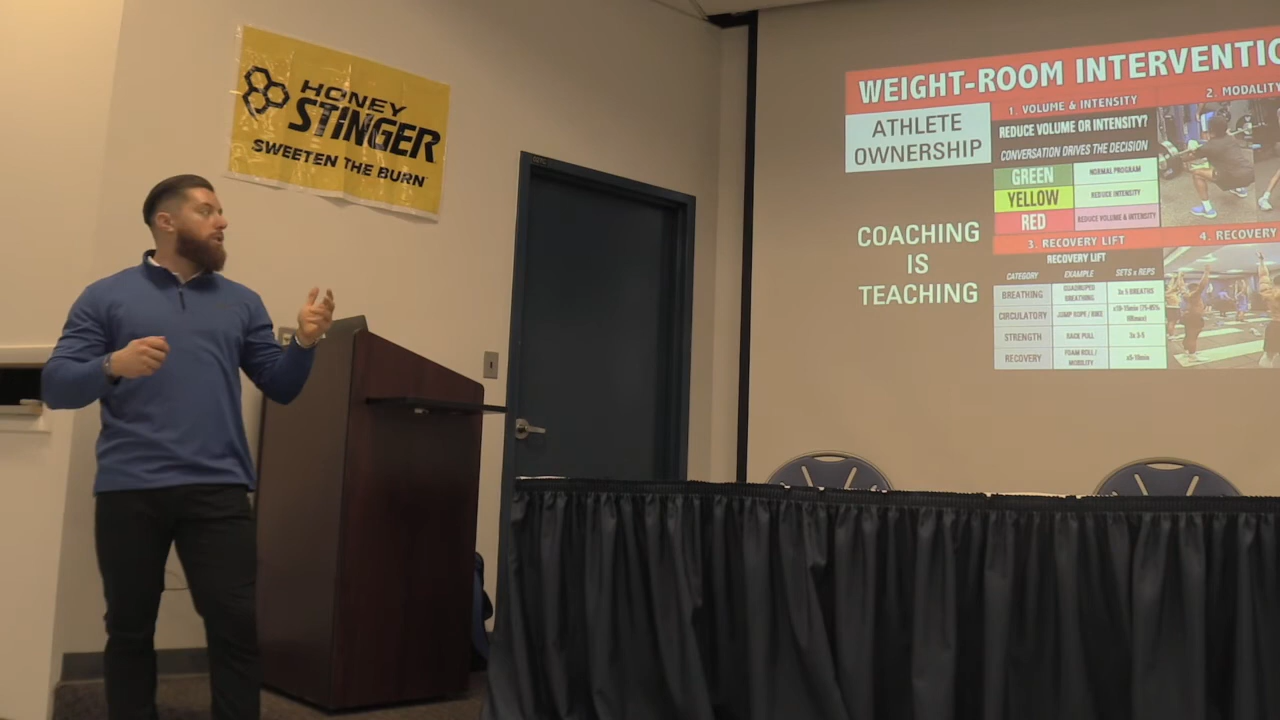 HONEY
STINGER
SWEETEN THE BURN
WEIGHT-ROOM INTERVENTIO
ATHLETE
OWNERSHIP
COACHING
IS
TEACHING
1. VOLUME & INTENSITY
REDUCE VOLUME OR INTENSITY?
CONVERSATION DRIVES THE DECISION
GREEN NORMAL PROGRAM
YELLOW REDUCE INTENSITY
RED REDUCE VOLUME & INTENSITY
2. MODALITY
3. RECOVERY LIFT
RECOVERY LIFT
CATEGORY EXAMPLE SETS x REPS
BREATHING QUADRUPED BREATHING 3x 5 BREATHS
CIRCULATORY JUMP ROPE / BIKE
STRENGTH RACK PULL 3x 3-5
RECOVERY FOAM ROLL / MOBILITY x5-10min
4. RECOVERY